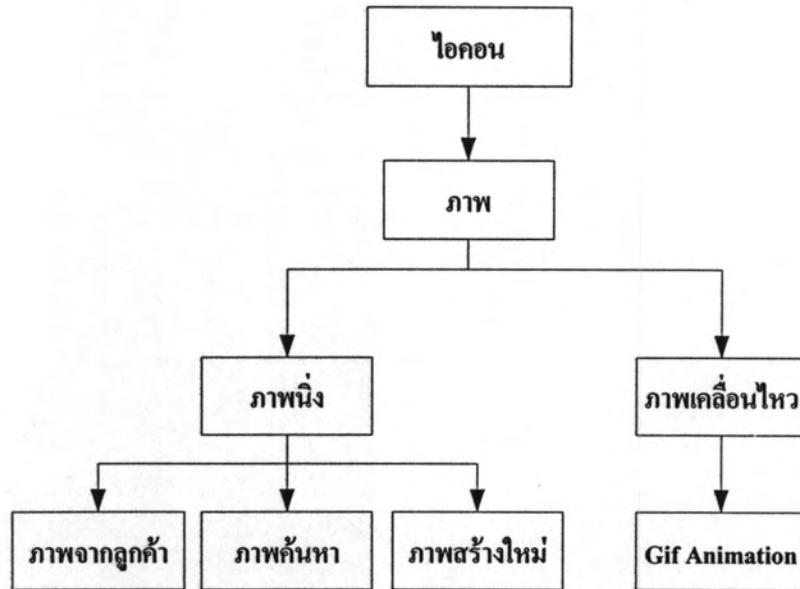 ไอคอน
ภาพ
ภาพนิ่ง
ภาพเคลื่อนไหว
ภาพจากลูกค้า
ภาพค้นหา
ภาพสร้างใหม่
Gif Animation